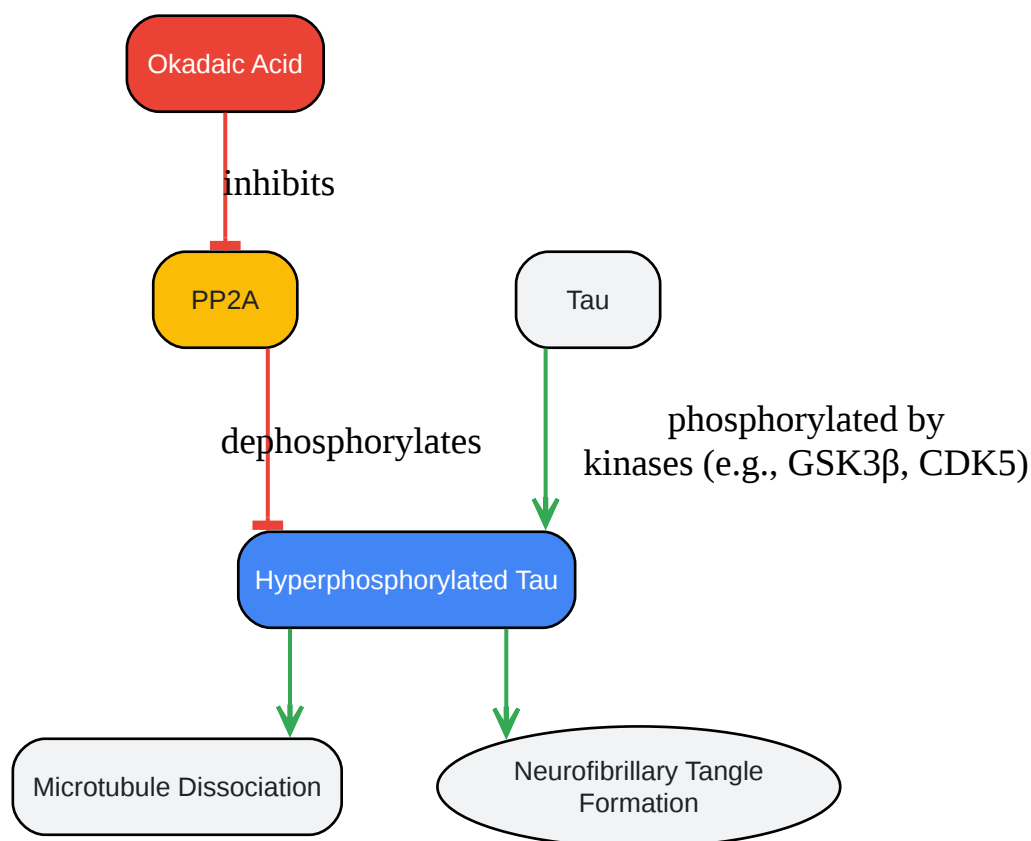 Okadaic Acid
inhibits
PP2A
Tau
dephosphorylates
phosphorylated by
kinases (e.g., GSK3β, CDK5)
Hyperphosphorylated Tau
Microtubule Dissociation
Neurofibrillary Tangle
Formation